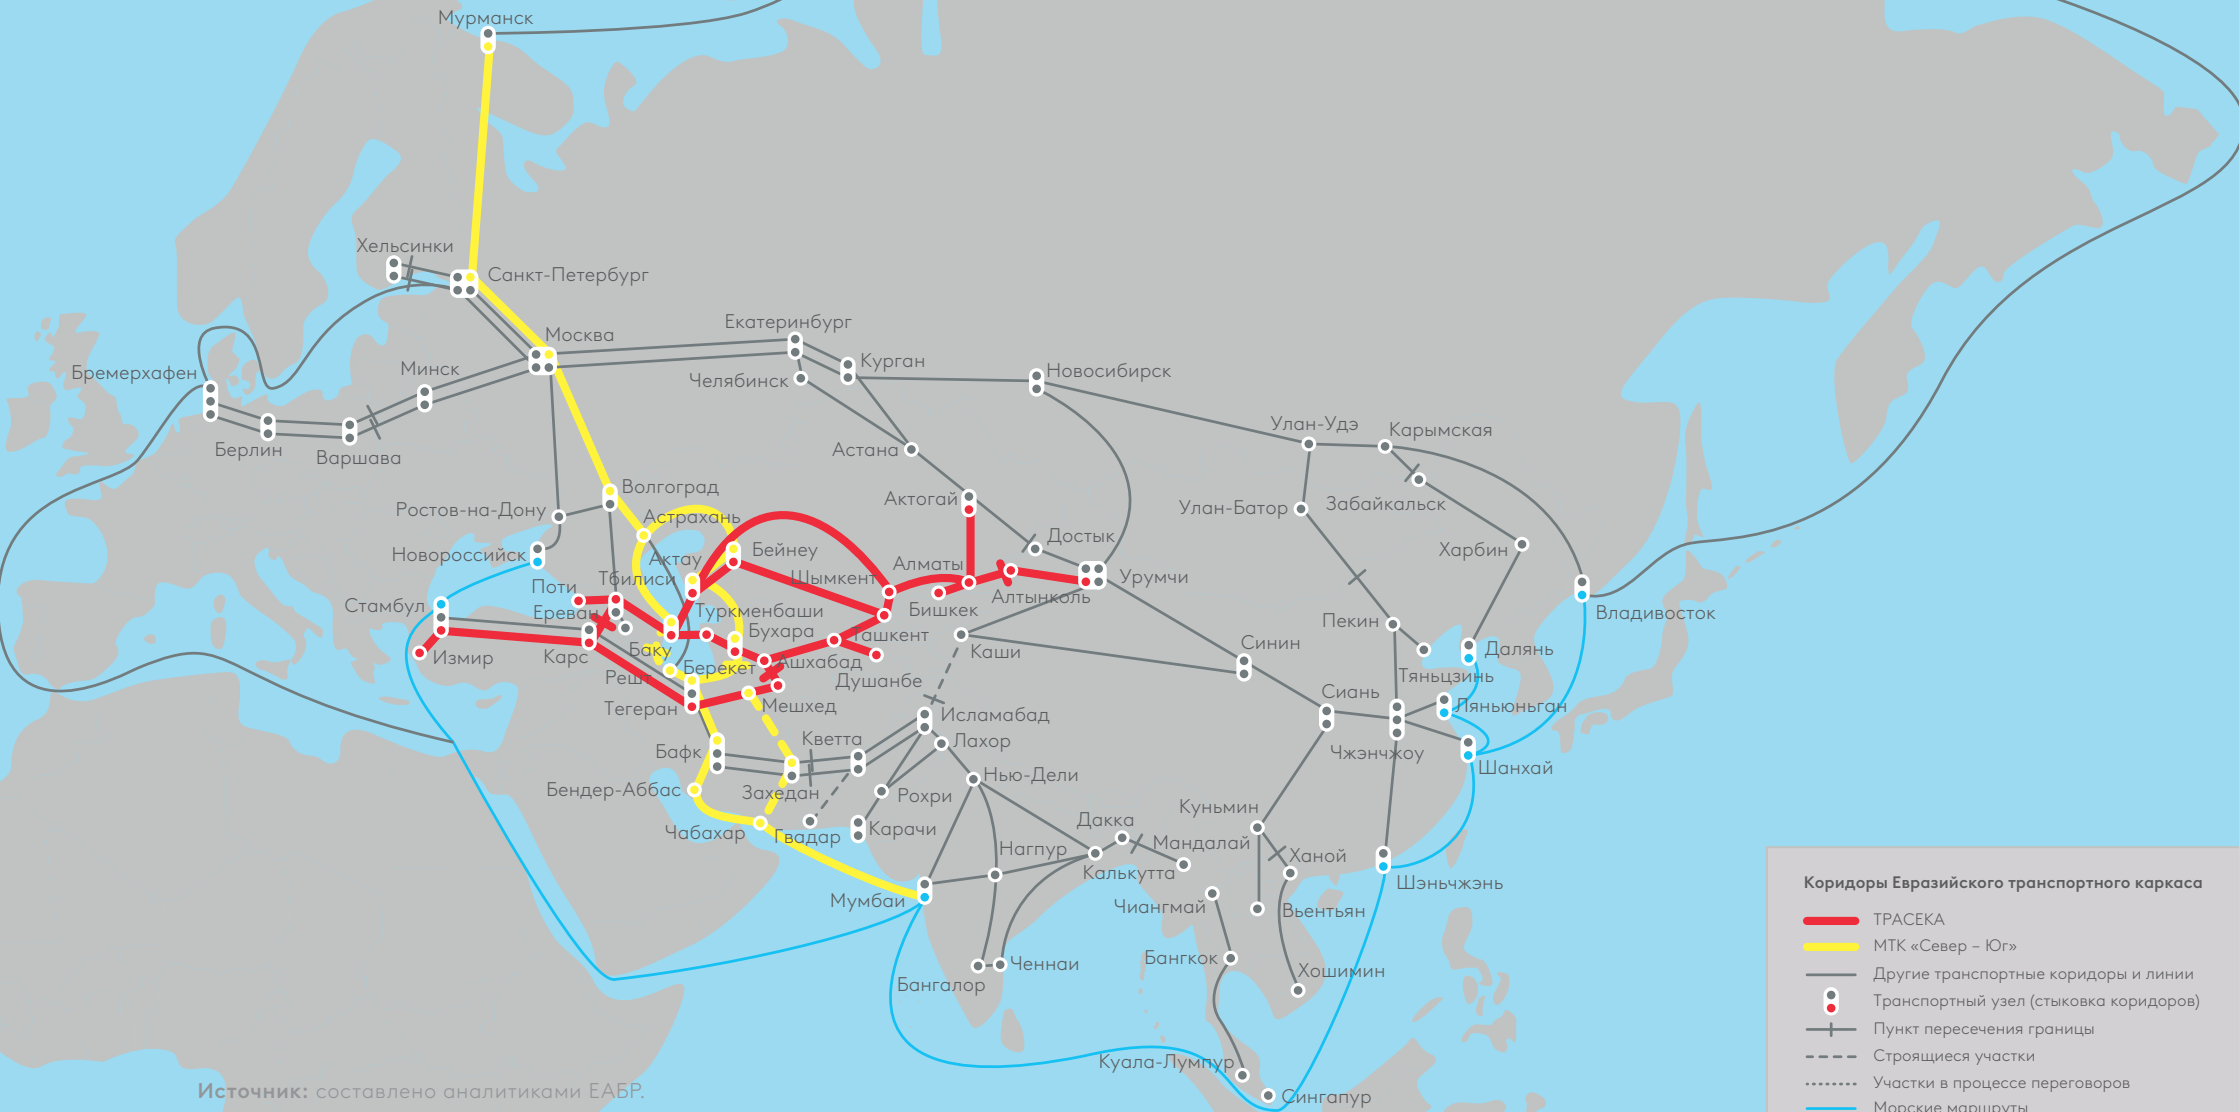 Мурманск
Хельсинки
Санкт-Петербург
Екатеринбург
Москва
Курган
Минск
Бремерхафен
Челябинск
Новосибирск
Улан-Удэ
Карымская
Берлин
Варшава
Астана
Волгоград
Актогай
Ростов-на-Дону
Астрахань
Улан-Батор
Забайкальск
Достык
Новороссийск
Бейнеу
Харбин
Актау
Алматы
Тбилиси
Шымкент
Урумчи
Поти
Алтынколь
Стамбул
Ереван
Туркменбаши
Бишкек
Владивосток
Пекин
Бухара
Ташкент
Баку
Синин
Далянь
Измир
Карс
Каши
Берекет
Ашхабад
Решт
Душанбе
Тяньцзинь
Сиань
Тегеран
Мешхед
Исламабад
Ляньюньган
Кветта
Лахор
Бафк
Чжэнчжоу
Шанхай
Нью-Дели
Бендер-Аббас
Захедан
Рохри
Куньмин
Чабахар
Гвадар
Карачи
Дакка
Мандалай
Нагпур
Ханой
Калькутта
Шэньчжэнь
Мумбаи
Чиангмай
Вьентьян
Бангкок
Ченнаи
Хошимин
Бангалор
Куала-Лумпур
Сингапур
Коридоры Евразийского транспортного каркаса
ТРАСЕКА
МТК «Север – Юг»
Другие транспортные коридоры и линии
Транспортный узел (стыковка коридоров)
Пункт пересечения границы
Строящиеся участки
Участки в процессе переговоров
Морские маршруты
Источник: составлено аналитиками ЕАБР.